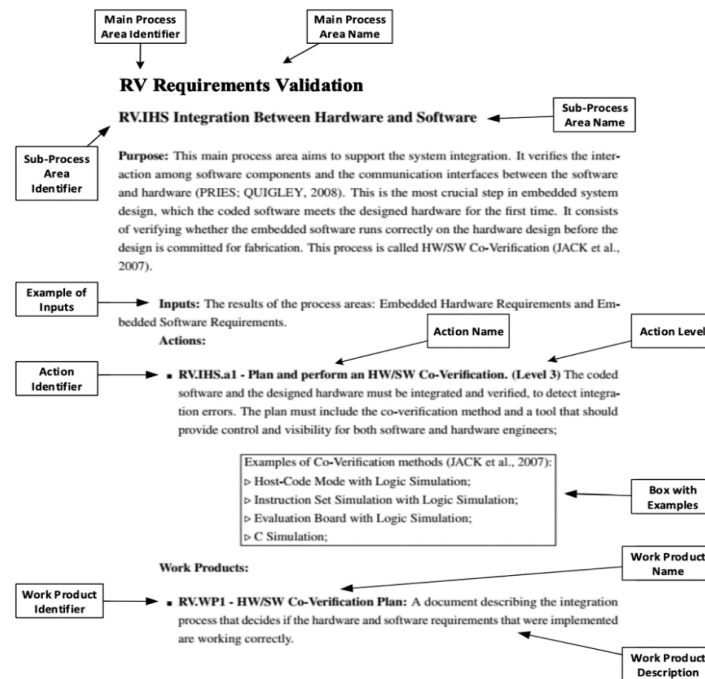 Main Process
Area Identifier
Main Process
Area Name
RV Requirements Validation
RV.IHS Integration Between Hardware and Software
Sub-Process
Area Name
Sub-Process
Area
Identifier
Purpose: This main process area aims to support the system integration. It verifies the inter-
action among software components and the communication interfaces between the software
and hardware (PRIES; QUIGLEY, 2008). This is the most crucial step in embedded system
design, which the coded software meets the designed hardware for the first time. It consists
of verifying whether the embedded software runs correctly on the hardware design before the
design is committed for fabrication. This process is called HW/SW Co-Verification (JACK et al.,
2007).
Example of
Inputs
Inputs: The results of the process areas: Embedded Hardware Requirements and Em-
bedded Software Requirements.
Actions:
Action Name
Action Level
Action
Identifier
▪ RV.IHS.a1 - Plan and perform an HW/SW Co-Verification. (Level 3) The coded
software and the designed hardware must be integrated and verified, to detect integra-
tion errors. The plan must include the co-verification method and a tool that should
provide control and visibility for both software and hardware engineers;
Examples of Co-Verification methods (JACK et al., 2007):
▷ Host-Code Mode with Logic Simulation;
▷ Instruction Set Simulation with Logic Simulation;
▷ Evaluation Board with Logic Simulation;
▷ C Simulation;
Box with
Examples
Work Products:
Work Product
Name
Work Product
Identifier
▪ RV.WP1 - HW/SW Co-Verification Plan: A document describing the integration
process that decides if the hardware and software requirements that were implemented
are working correctly.
Work Product
Description